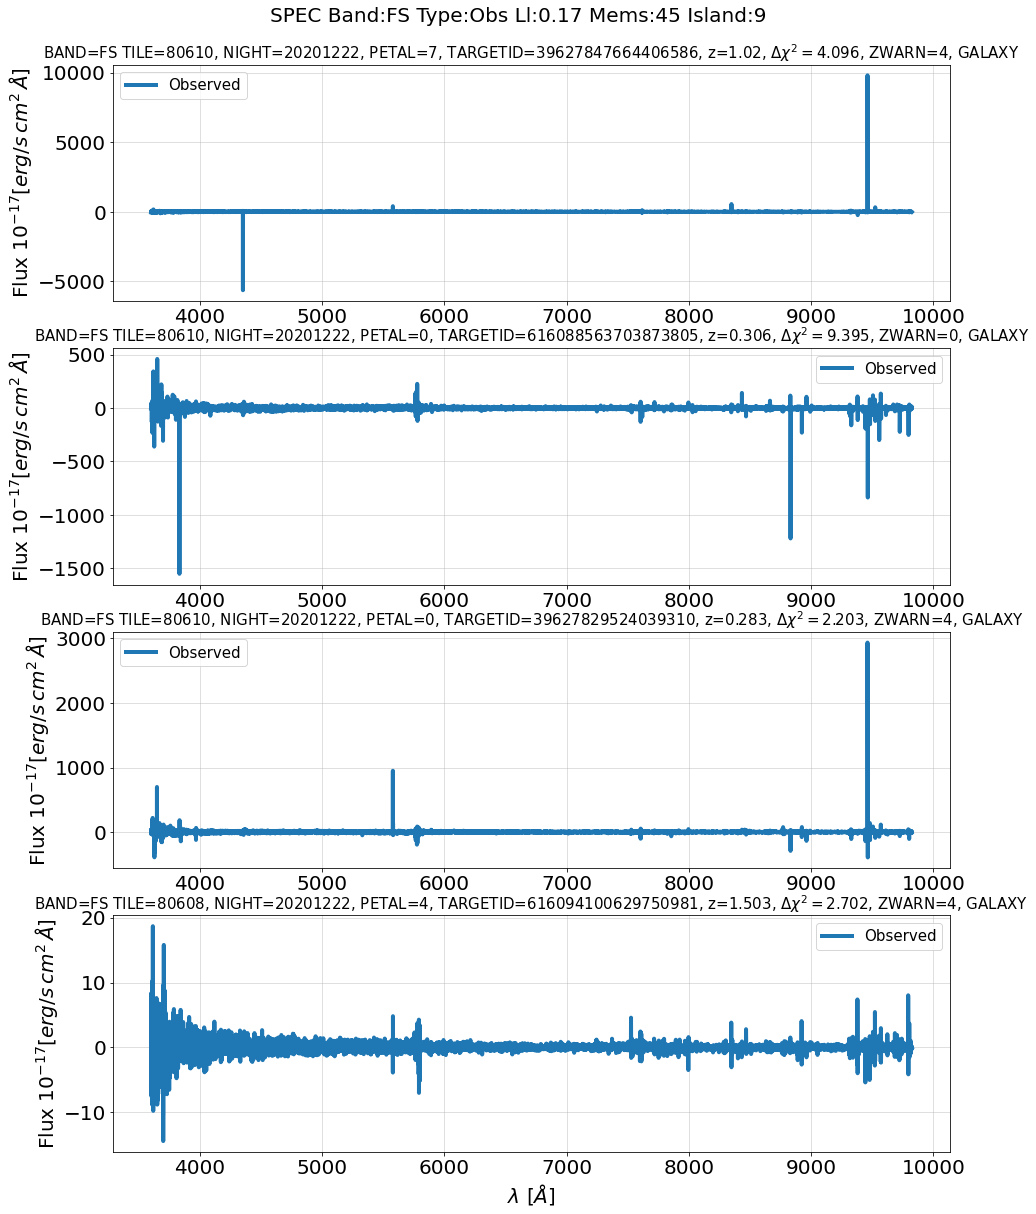 SPEC Band:FS Type:Obs Ll:0.17 Mems:45 Island:9
BAND=FS TILE=80610, NIGHT=20201222, PETAL=7, TARGETID=39627847664406586, z=1.02, Δχ² = 4.096, ZWARN=4, GALAXY
Observed
10000
5000
0
−5000
Flux 10⁻¹⁷[erg/s cm² Å]
4000 5000 6000 7000 8000 9000 10000
BAND=FS TILE=80610, NIGHT=20201222, PETAL=0, TARGETID=616088563703873805, z=0.306, Δχ² = 9.395, ZWARN=0, GALAXY
Observed
500
0
−500
−1000
−1500
Flux 10⁻¹⁷[erg/s cm² Å]
4000 5000 6000 7000 8000 9000 10000
BAND=FS TILE=80610, NIGHT=20201222, PETAL=0, TARGETID=39627829524039310, z=0.283, Δχ² = 2.203, ZWARN=4, GALAXY
Observed
3000
2000
1000
0
Flux 10⁻¹⁷[erg/s cm² Å]
4000 5000 6000 7000 8000 9000 10000
BAND=FS TILE=80608, NIGHT=20201222, PETAL=4, TARGETID=616094100629750981, z=1.503, Δχ² = 2.702, ZWARN=4, GALAXY
Observed
20
10
0
−10
Flux 10⁻¹⁷[erg/s cm² Å]
4000 5000 6000 7000 8000 9000 10000
λ [Å]